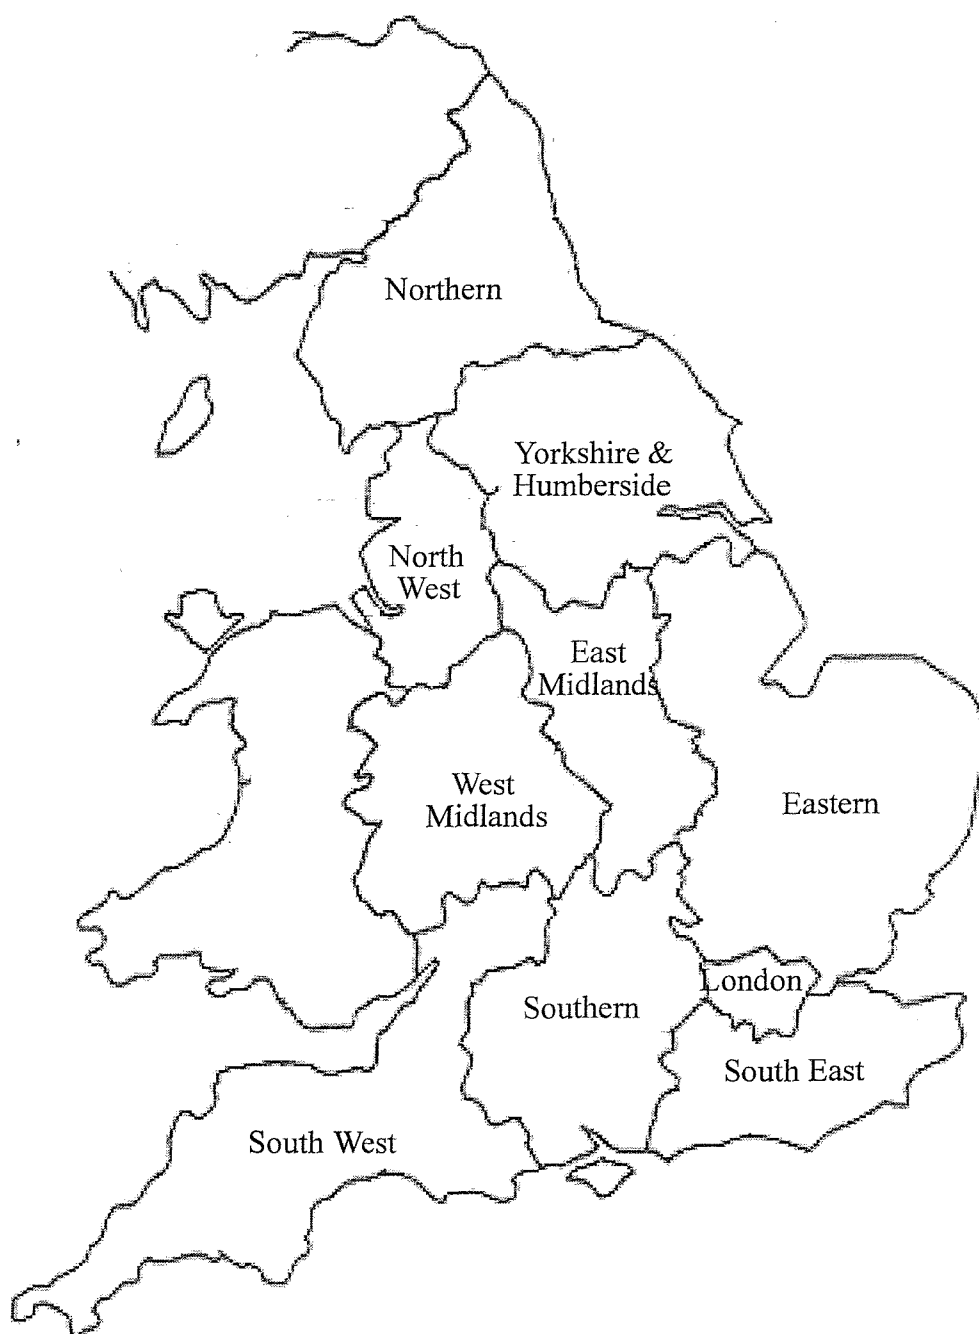 Northern
Yorkshire &
Humberside
North
West
East
Midlands
West
Midlands
Eastern
London
Southern
South East
South West